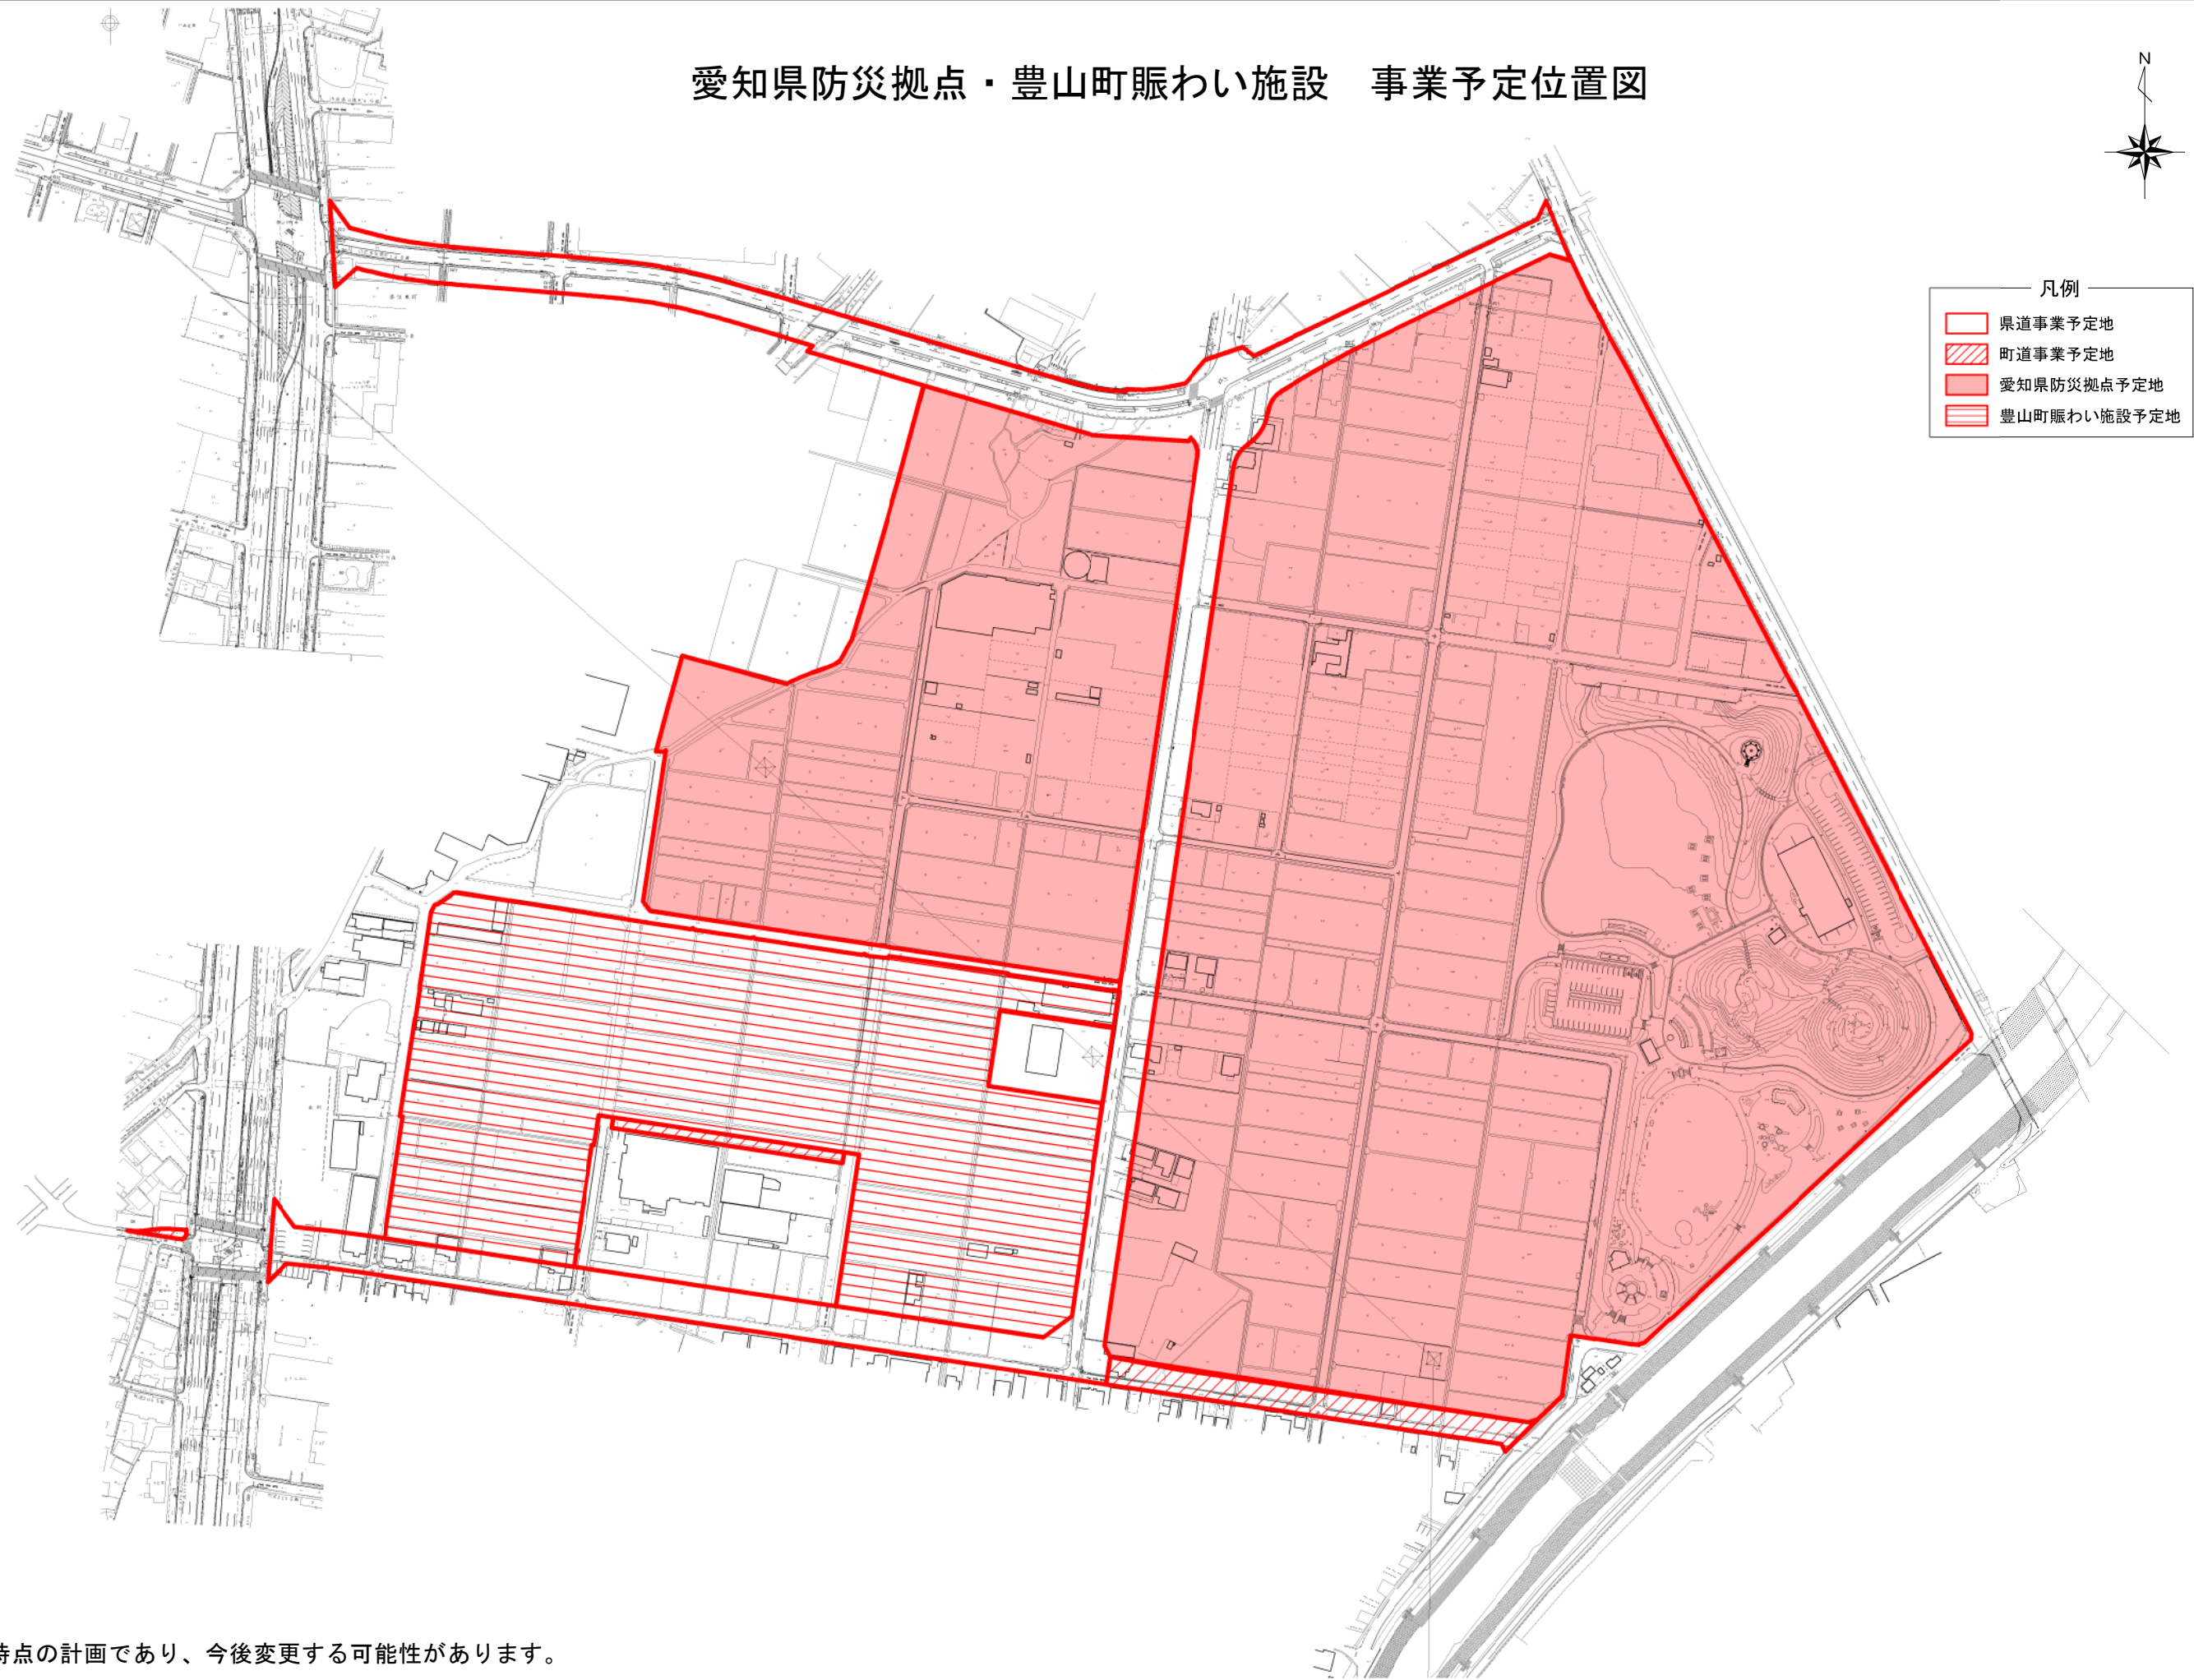 愛知県防災拠点・豊山町賑わい施設　事業予定位置図
N
凡例
県道事業予定地
町道事業予定地
愛知県防災拠点予定地
豊山町賑わい施設予定地
時点の計画であり、今後変更する可能性があります。